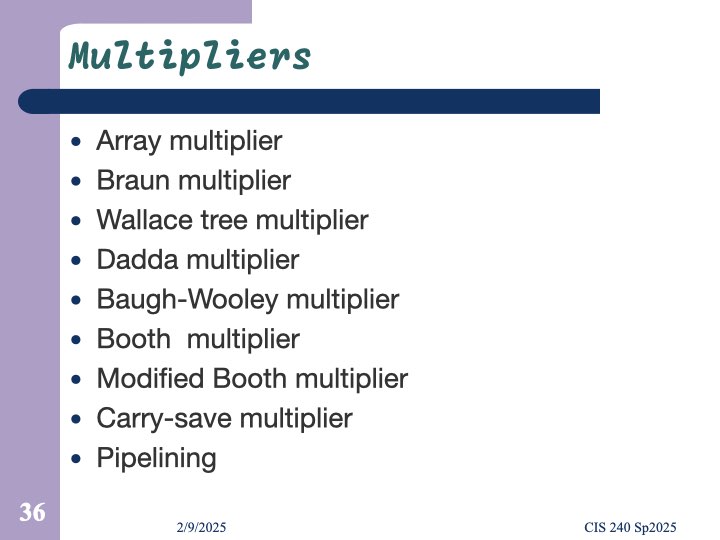 Multipliers
• Array multiplier
• Braun multiplier
• Wallace tree multiplier
• Dadda multiplier
• Baugh-Wooley multiplier
• Booth  multiplier
• Modified Booth multiplier
• Carry-save multiplier
• Pipelining
36
2/9/2025
CIS 240 Sp2025